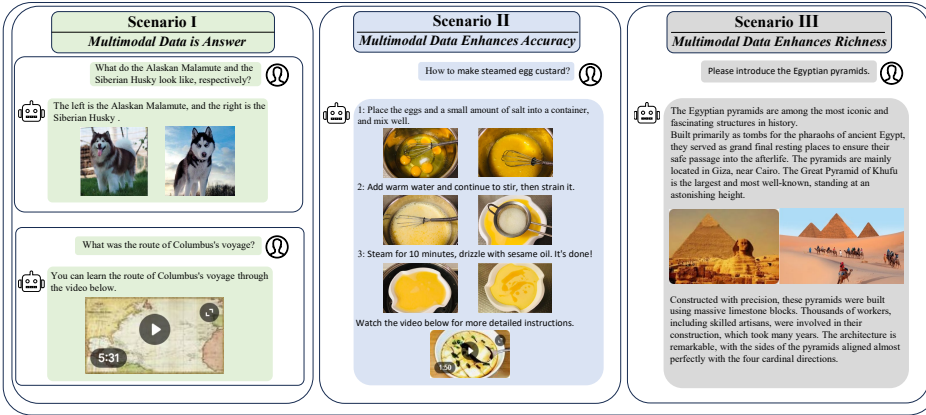 Scenario I
Multimodal Data is Answer
What do the Alaskan Malamute and the
Siberian Husky look like, respectively?
The left is the Alaskan Malamute, and the right is the
Siberian Husky .
What was the route of Columbus's voyage?
You can learn the route of Columbus's voyage through
the video below.
5:31
Scenario II
Multimodal Data Enhances Accuracy
How to make steamed egg custard?
1: Place the eggs and a small amount of salt into a container,
and mix well.
2: Add warm water and continue to stir, then strain it.
3: Steam for 10 minutes, drizzle with sesame oil. It's done!
Watch the video below for more detailed instructions.
1:50
Scenario III
Multimodal Data Enhances Richness
Please introduce the Egyptian pyramids.
The Egyptian pyramids are among the most iconic and
fascinating structures in history.
Built primarily as tombs for the pharaohs of ancient Egypt,
they served as grand final resting places to ensure their
safe passage into the afterlife. The pyramids are mainly
located in Giza, near Cairo. The Great Pyramid of Khufu
is the largest and most well-known, standing at an
astonishing height.
Constructed with precision, these pyramids were built
using massive limestone blocks. Thousands of workers,
including skilled artisans, were involved in their
construction, which took many years. The architecture is
remarkable, with the sides of the pyramids aligned almost
perfectly with the four cardinal directions.